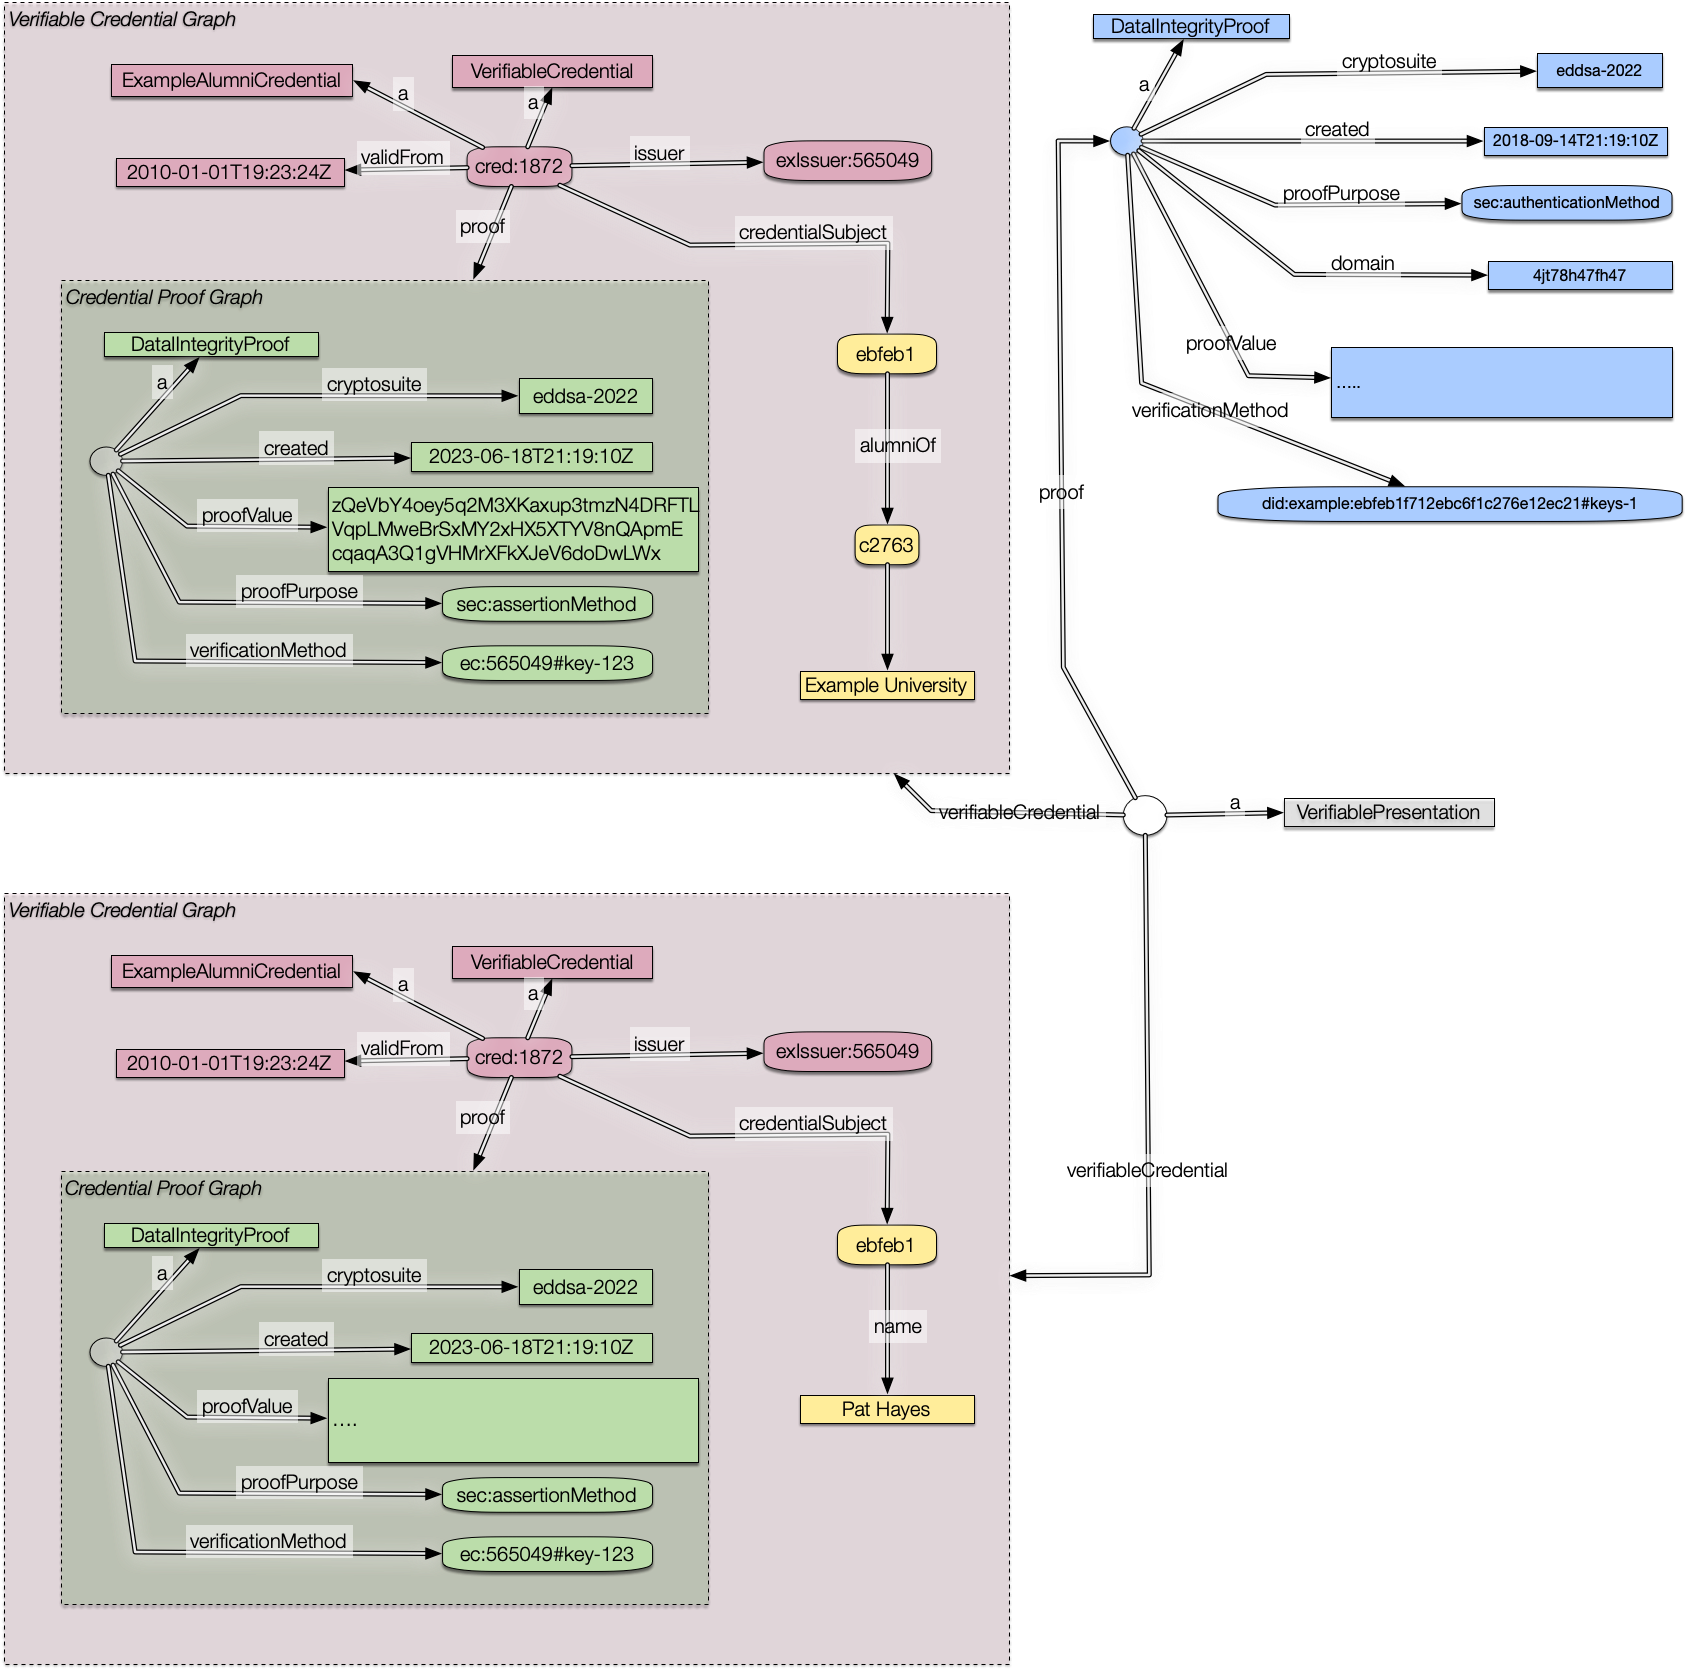 Verifiable Credential Graph
ExampleAlumniCredential
VerifiableCredential
a
a
2010-01-01T19:23:24Z
validFrom
cred:1872
issuer
exIssuer:565049
proof
credentialSubject
Credential Proof Graph
DataIntegrityProof
a
cryptosuite
eddsa-2022
created
2023-06-18T21:19:10Z
proofValue
zQeVbY4oey5q2M3XKaxup3tmzN4DRFTL
VqpLMweBrSxMY2xHX5XTYV8nQApmE
cqaqA3Q1gVHMrXFkXJeV6doDwLWx
proofPurpose
sec:assertionMethod
verificationMethod
ec:565049#key-123
ebfeb1
alumniOf
c2763
Example University
DataIntegrityProof
a
cryptosuite
eddsa-2022
created
2018-09-14T21:19:10Z
proofPurpose
sec:authenticationMethod
domain
4jt78h47fh47
proofValue
.....
verificationMethod
did:example:ebfeb1f712ebc6f1c276e12ec21#keys-1
proof
verifiableCredential
a
VerifiablePresentation
verifiableCredential
Verifiable Credential Graph
ExampleAlumniCredential
VerifiableCredential
a
a
2010-01-01T19:23:24Z
validFrom
cred:1872
issuer
exIssuer:565049
proof
credentialSubject
Credential Proof Graph
DataIntegrityProof
a
cryptosuite
eddsa-2022
created
2023-06-18T21:19:10Z
proofValue
....
proofPurpose
sec:assertionMethod
verificationMethod
ec:565049#key-123
ebfeb1
name
Pat Hayes